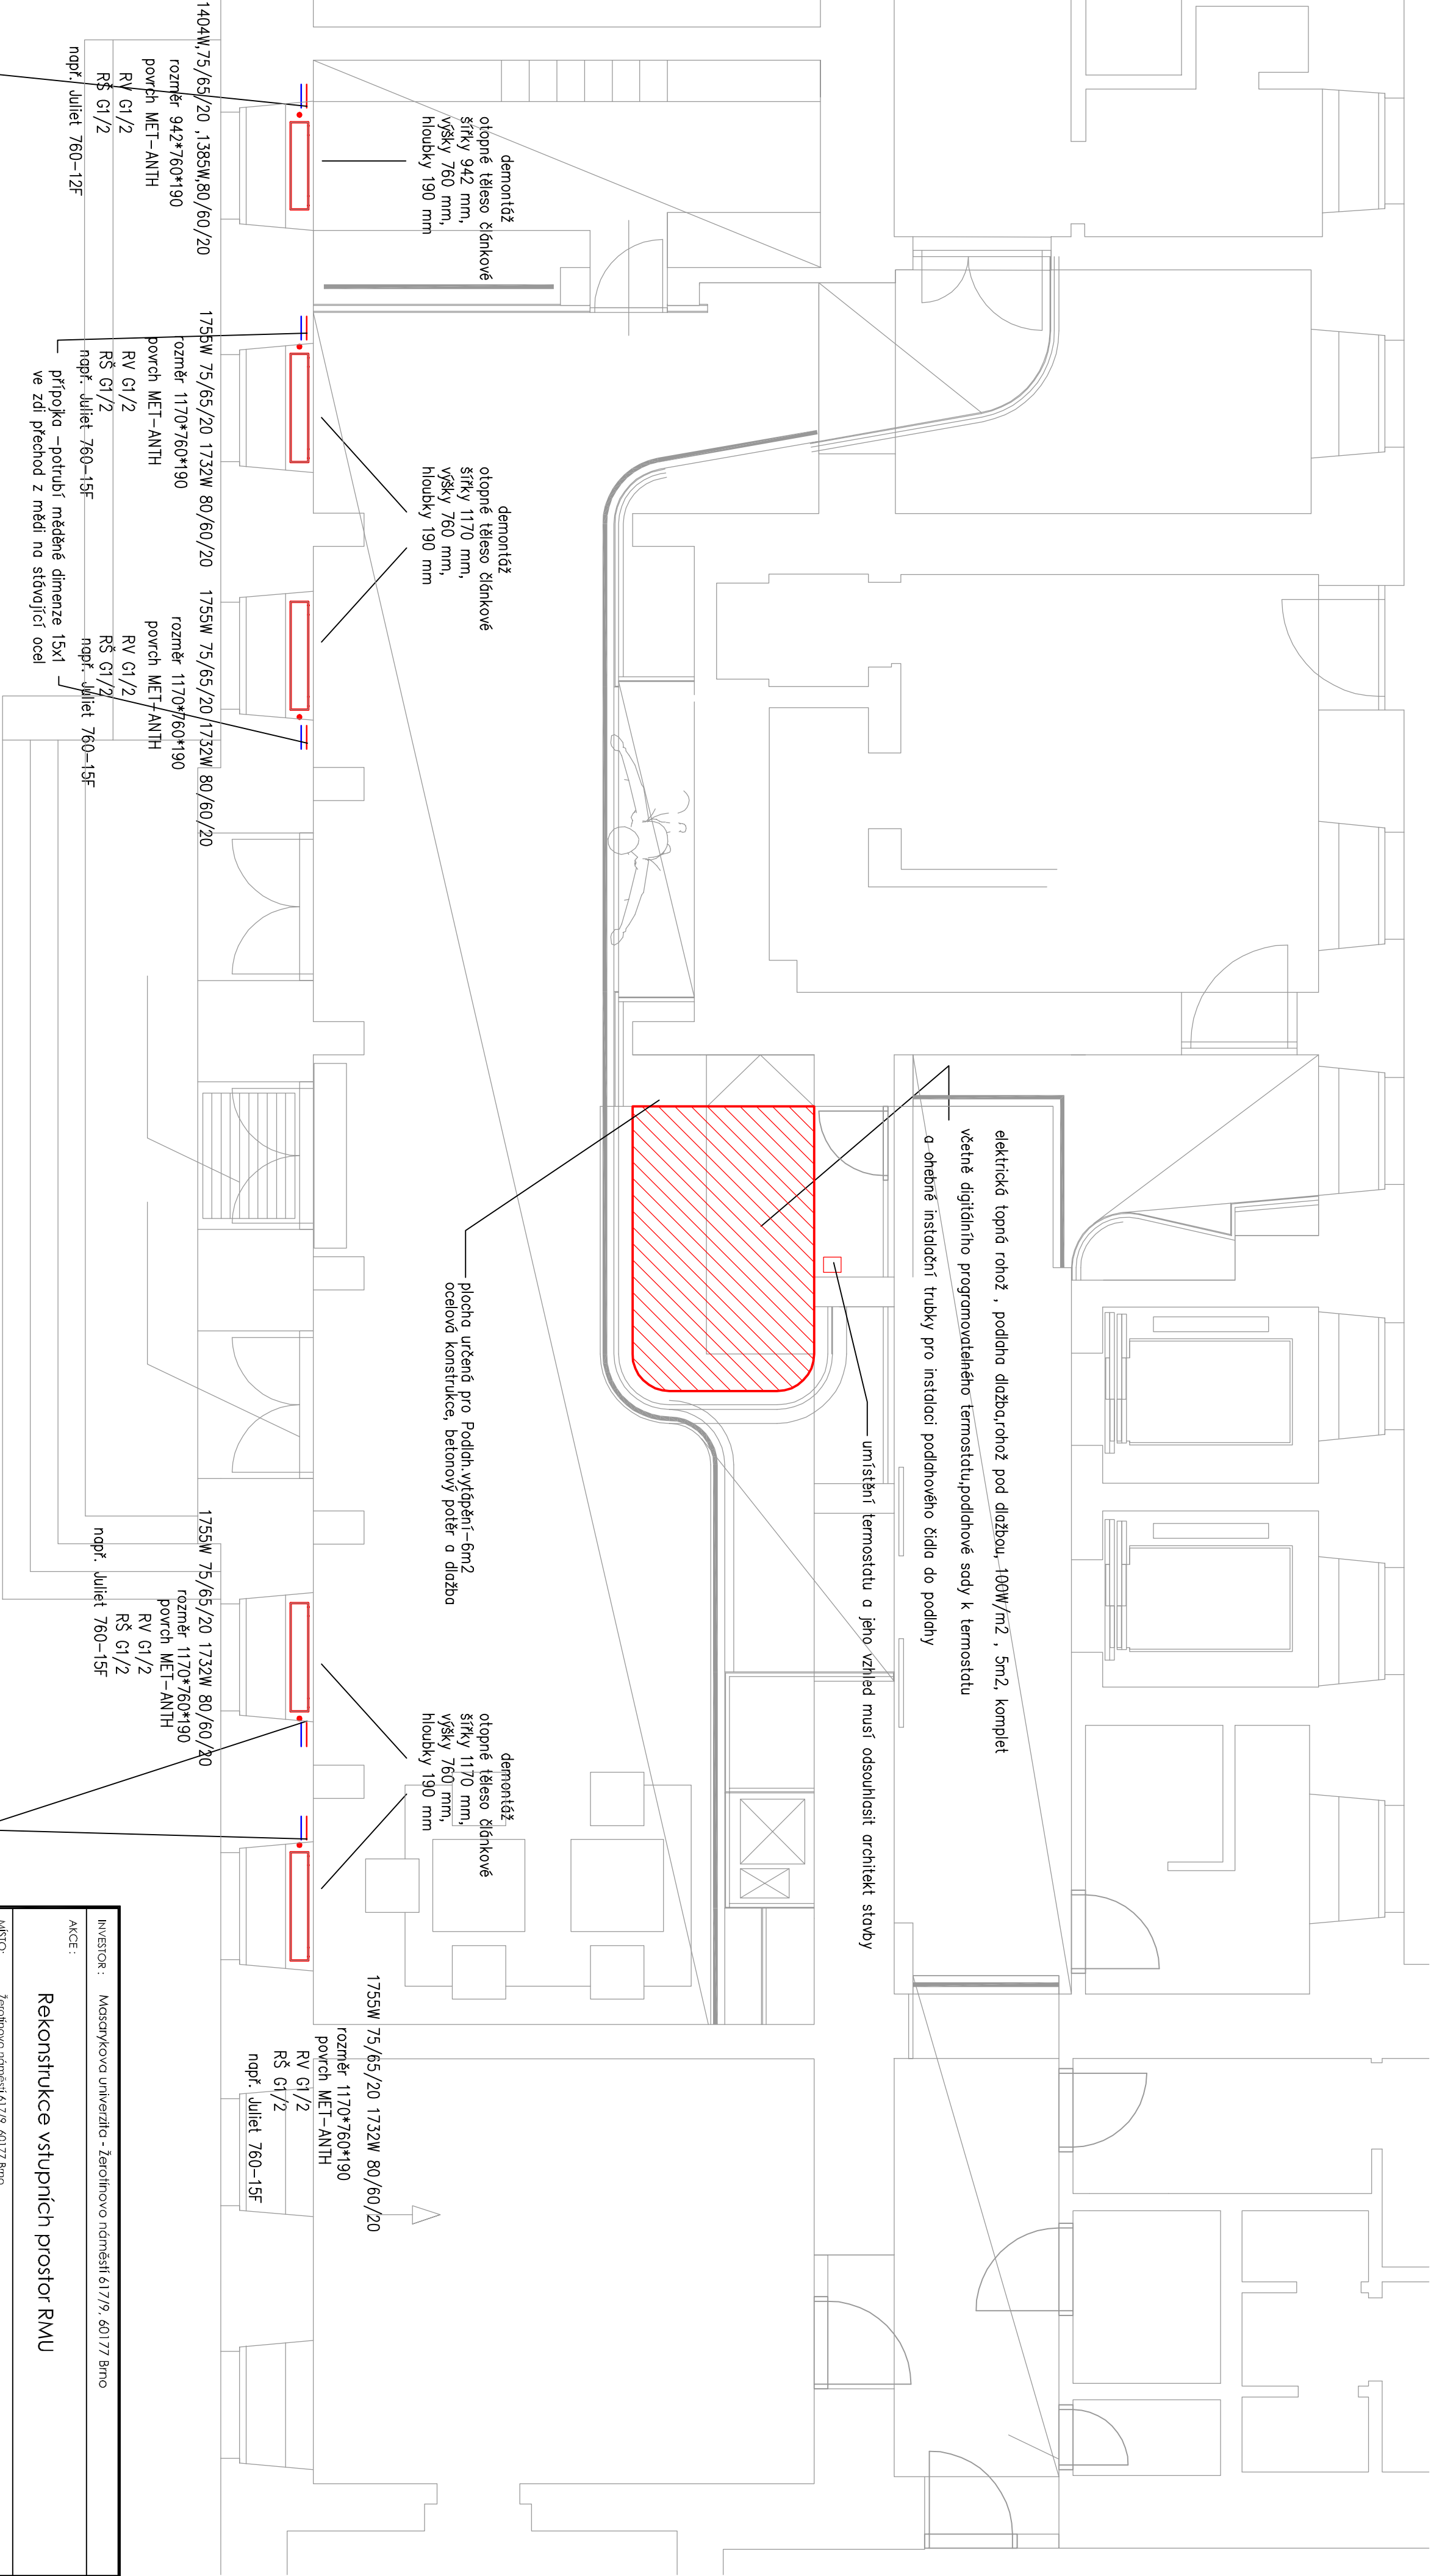 demontáž
otopné těleso článkové
šířky 942 mm,
výšky 760 mm,
hloubky 190 mm
1404W,75/65/20 ,1385W,80/60/20
rozměr 942*760*190
povrch MET-ANTH
RV G1/2
RŠ G1/2
např. Juliet 760-12F
demontáž
otopné těleso článkové
šířky 1170 mm,
výšky 760 mm,
hloubky 190 mm
1755W 75/65/20 1732W 80/60/20
rozměr 1170*760*190
povrch MET-ANTH
RV G1/2
RŠ G1/2
např. Juliet 760-15F
přípojka -potrubí měděné dimenze 15x1
ve zdi přechod z mědi na stávající ocel
1755W 75/65/20 1732W 80/60/20
rozměr 1170*760*190
povrch MET-ANTH
RV G1/2
RŠ G1/2
např. Juliet 760-15F
elektrická topná rohož , podlaha dlažba,rohož pod dlažbou, 100W/m2 , 5m2, komplet
včetně digitálního programovatelného termostatu,podlahové sady k termostatu
a ohebné instalační trubky pro instalaci podlahového čidla do podlahy
umístění termostatu a jeho vzhled musí odsouhlasit architekt stavby
plocha určená pro Podlah.vytápění-6m2
ocelová konstrukce, betonový potěr a dlažba
1755W 75/65/20 1732W 80/60/20
rozměr 1170*760*190
povrch MET-ANTH
RV G1/2
RŠ G1/2
např. Juliet 760-15F
demontáž
otopné těleso článkové
šířky 1170 mm,
výšky 760 mm,
hloubky 190 mm
1755W 75/65/20 1732W 80/60/20
rozměr 1170*760*190
povrch MET-ANTH
RV G1/2
RŠ G1/2
např. Juliet 760-15F
INVESTOR : Masarykova univerzita - Žerotínovo náměstí 617/9, 60177 Brno
AKCE :
Rekonstrukce vstupních prostor RMU
MÍSTO: Žerotínovo náměstí 617/9, 60177 Brno